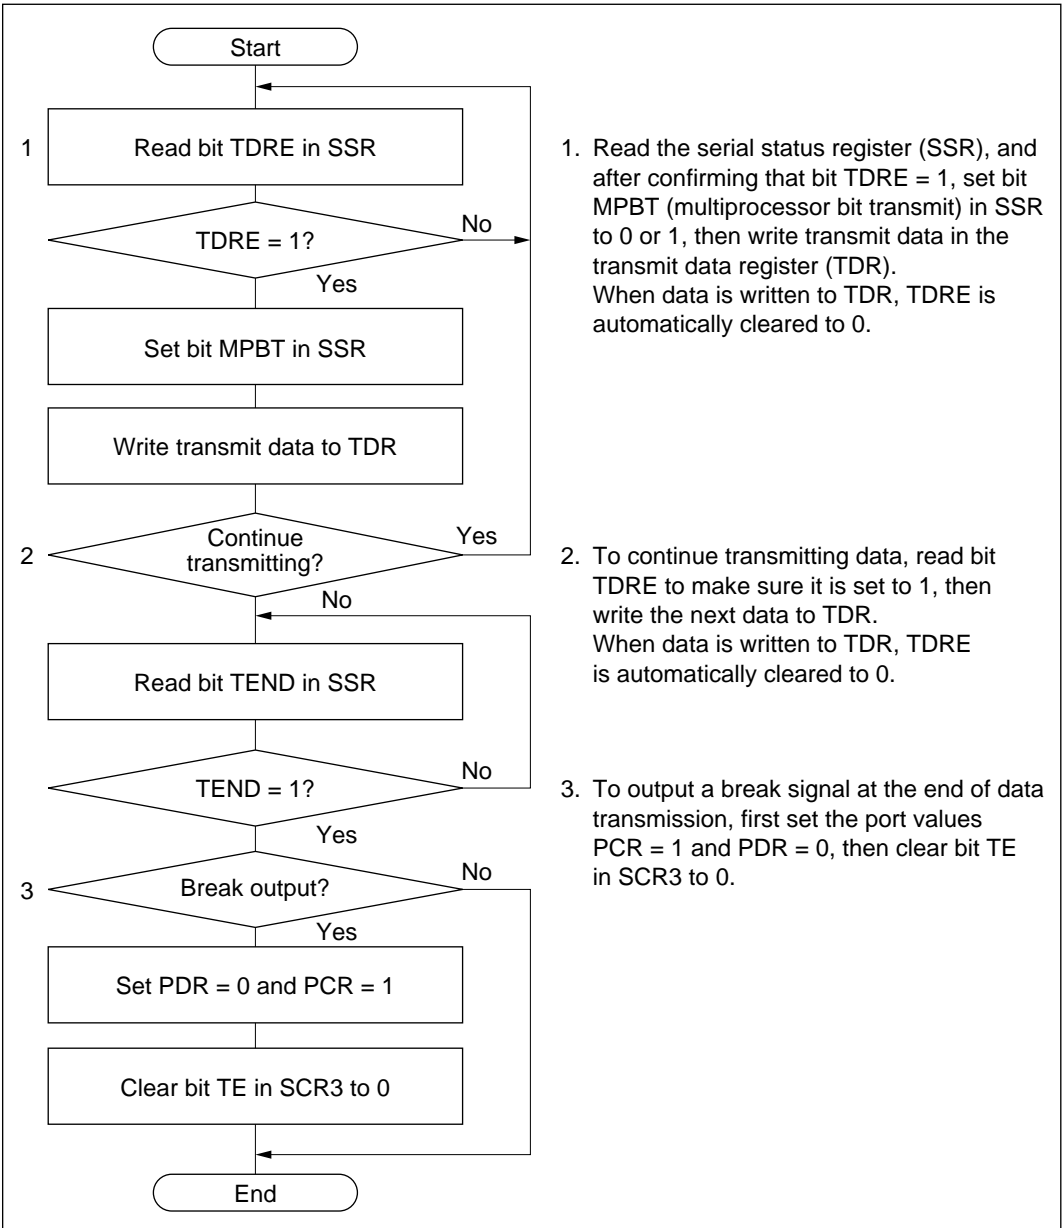 Start
1
Read bit TDRE in SSR
TDRE = 1?
No
Yes
Set bit MPBT in SSR
Write transmit data to TDR
2
Continue
transmitting?
Yes
No
Read bit TEND in SSR
TEND = 1?
No
Yes
3
Break output?
No
Yes
Set PDR = 0 and PCR = 1
Clear bit TE in SCR3 to 0
End
1. Read the serial status register (SSR), and
after confirming that bit TDRE = 1, set bit
MPBT (multiprocessor bit transmit) in SSR
to 0 or 1, then write transmit data in the
transmit data register (TDR).
When data is written to TDR, TDRE is
automatically cleared to 0.
2. To continue transmitting data, read bit
TDRE to make sure it is set to 1, then
write the next data to TDR.
When data is written to TDR, TDRE
is automatically cleared to 0.
3. To output a break signal at the end of data
transmission, first set the port values
PCR = 1 and PDR = 0, then clear bit TE
in SCR3 to 0.